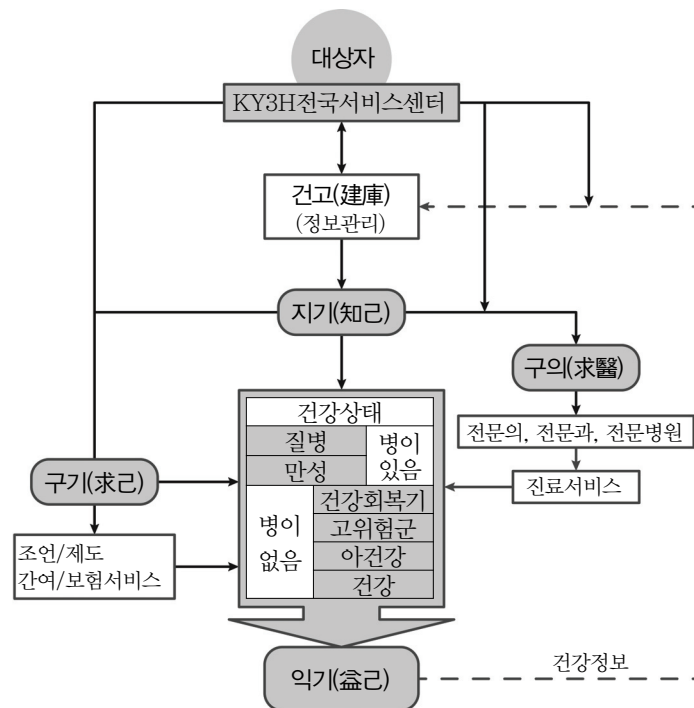 대상자
KY3H전국서비스센터
건고(建庫)
(정보관리)
지기(知己)
구의(求醫)
건강상태
질병
만성
병이
있음
전문의, 전문과, 전문병원
구기(求己)
진료서비스
병이
없음
건강회복기
고위험군
아건강
건강
조언/제도
간여/보험서비스
익기(益己)
건강정보